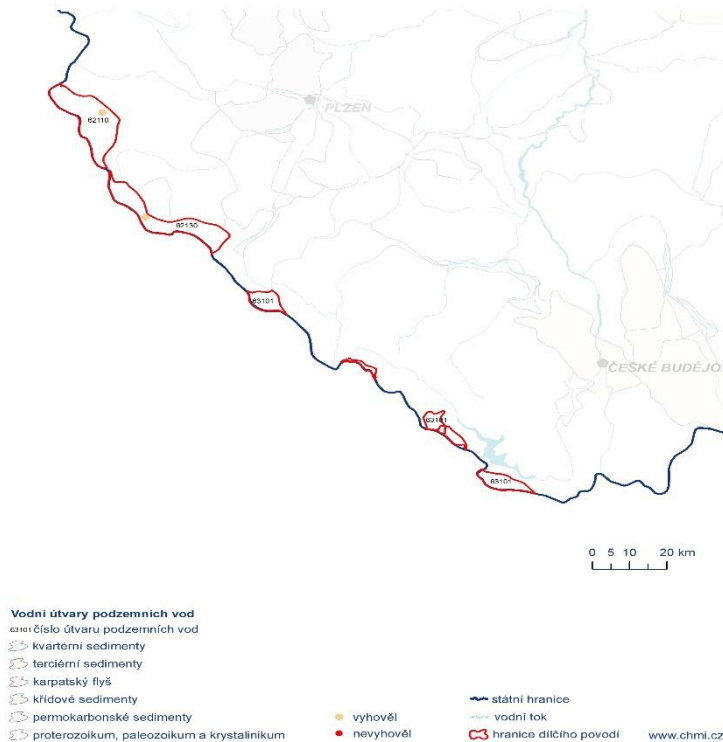 PLZEŇ
62110
62130
63101
ČESKÉ BUDĚJO
63101
63101
0 5 10 20 km
Vodní útvary podzemních vod
63101 číslo útvaru podzemních vod
kvartérní sedimenty
terciérní sedimenty
karpatský flyš
křídové sedimenty
permokarbonské sedimenty
proterozoikum, paleozoikum a krystalinikum
vyhověl
nevyhověl
státní hranice
vodní tok
hranice dílčího povodí
www.chmi.cz